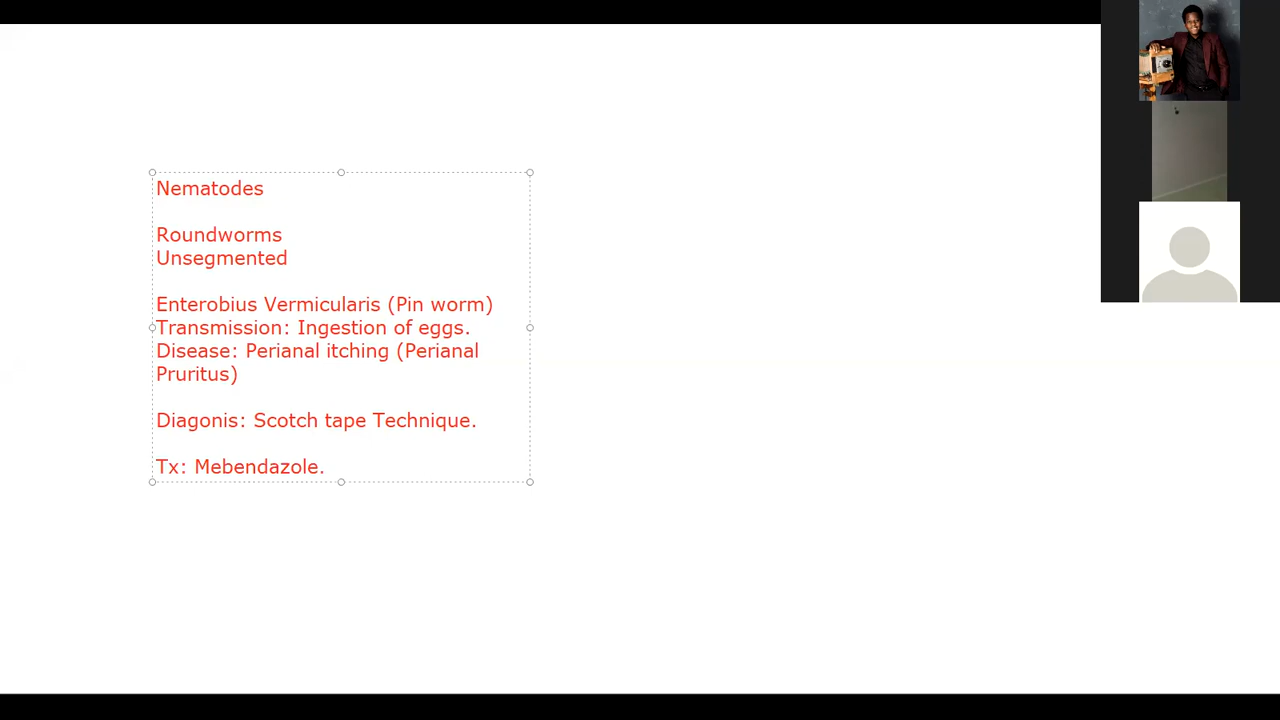 Nematodes
Roundworms
Unsegmented
Enterobius Vermicularis (Pin worm)
Transmission: Ingestion of eggs.
Disease: Perianal itching (Perianal
Pruritus)
Diagonis: Scotch tape Technique.
Tx: Mebendazole.